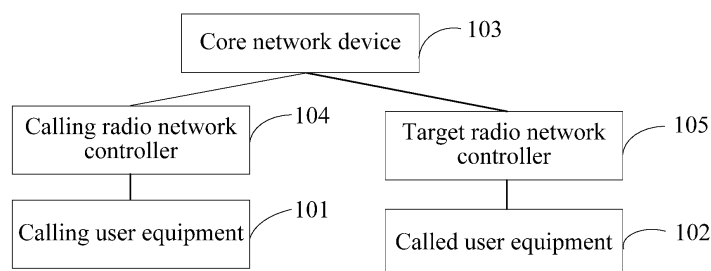 Core network device
103
Calling radio network
controller
104
Target radio network
controller
105
Calling user equipment
101
Called user equipment
102